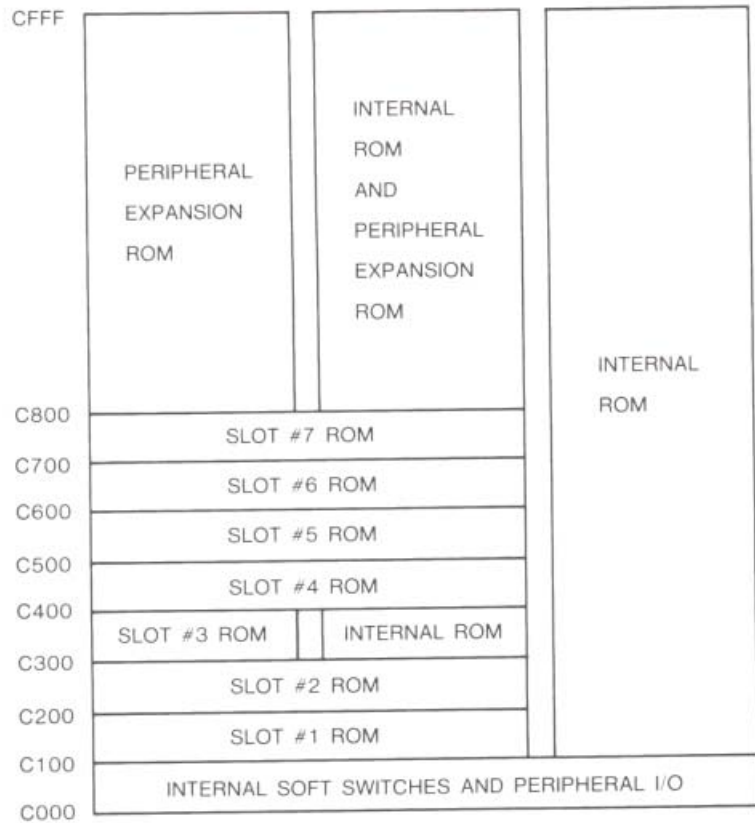 CFFF
PERIPHERAL
EXPANSION
ROM
INTERNAL
ROM
AND
PERIPHERAL
EXPANSION
ROM
INTERNAL
ROM
C800
SLOT #7 ROM
C700
SLOT #6 ROM
C600
SLOT #5 ROM
C500
SLOT #4 ROM
C400
SLOT #3 ROM
INTERNAL ROM
C300
SLOT #2 ROM
C200
SLOT #1 ROM
C100
INTERNAL SOFT SWITCHES AND PERIPHERAL I/O
C000